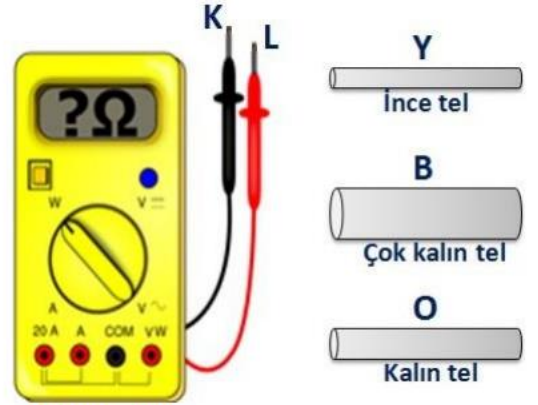 K
L
?Ω
W
V
A
V
20 A
A
COM
VW
Y
İnce tel
B
Çok kalın tel
O
Kalın tel